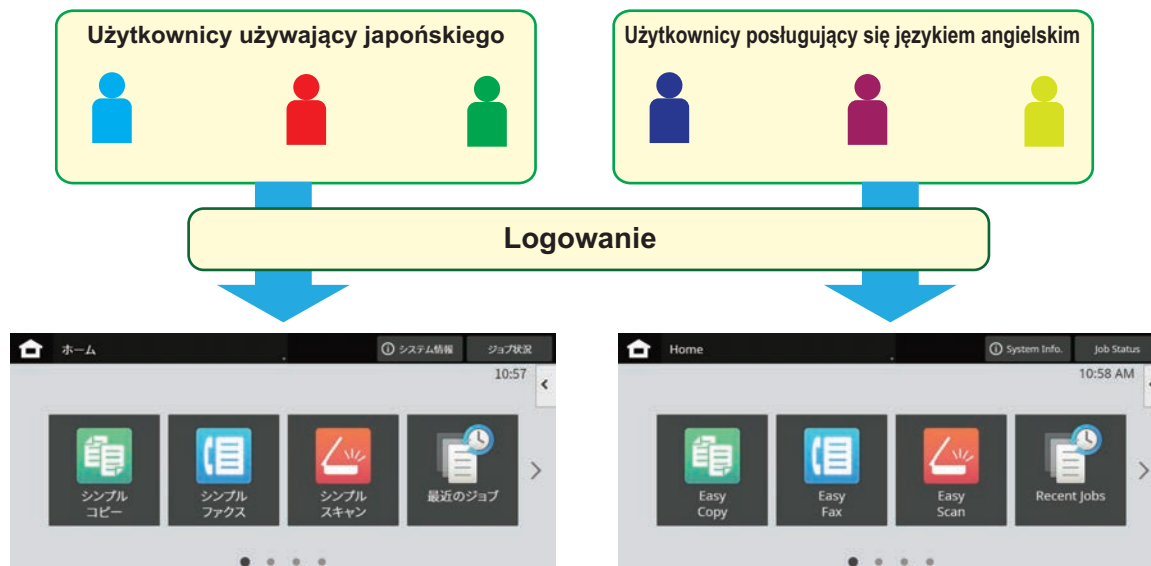 Użytkownicy używający japońskiego
Użytkownicy posługujący się językiem angielskim
Logowanie
ホーム
システム情報
ジョブ状況
10:57
シンプル
コピー
シンプル
ファクス
シンプル
スキャン
最近のジョブ
Home
System Info.
Job Status
10:58 AM
Easy
Copy
Easy
Fax
Easy
Scan
Recent Jobs